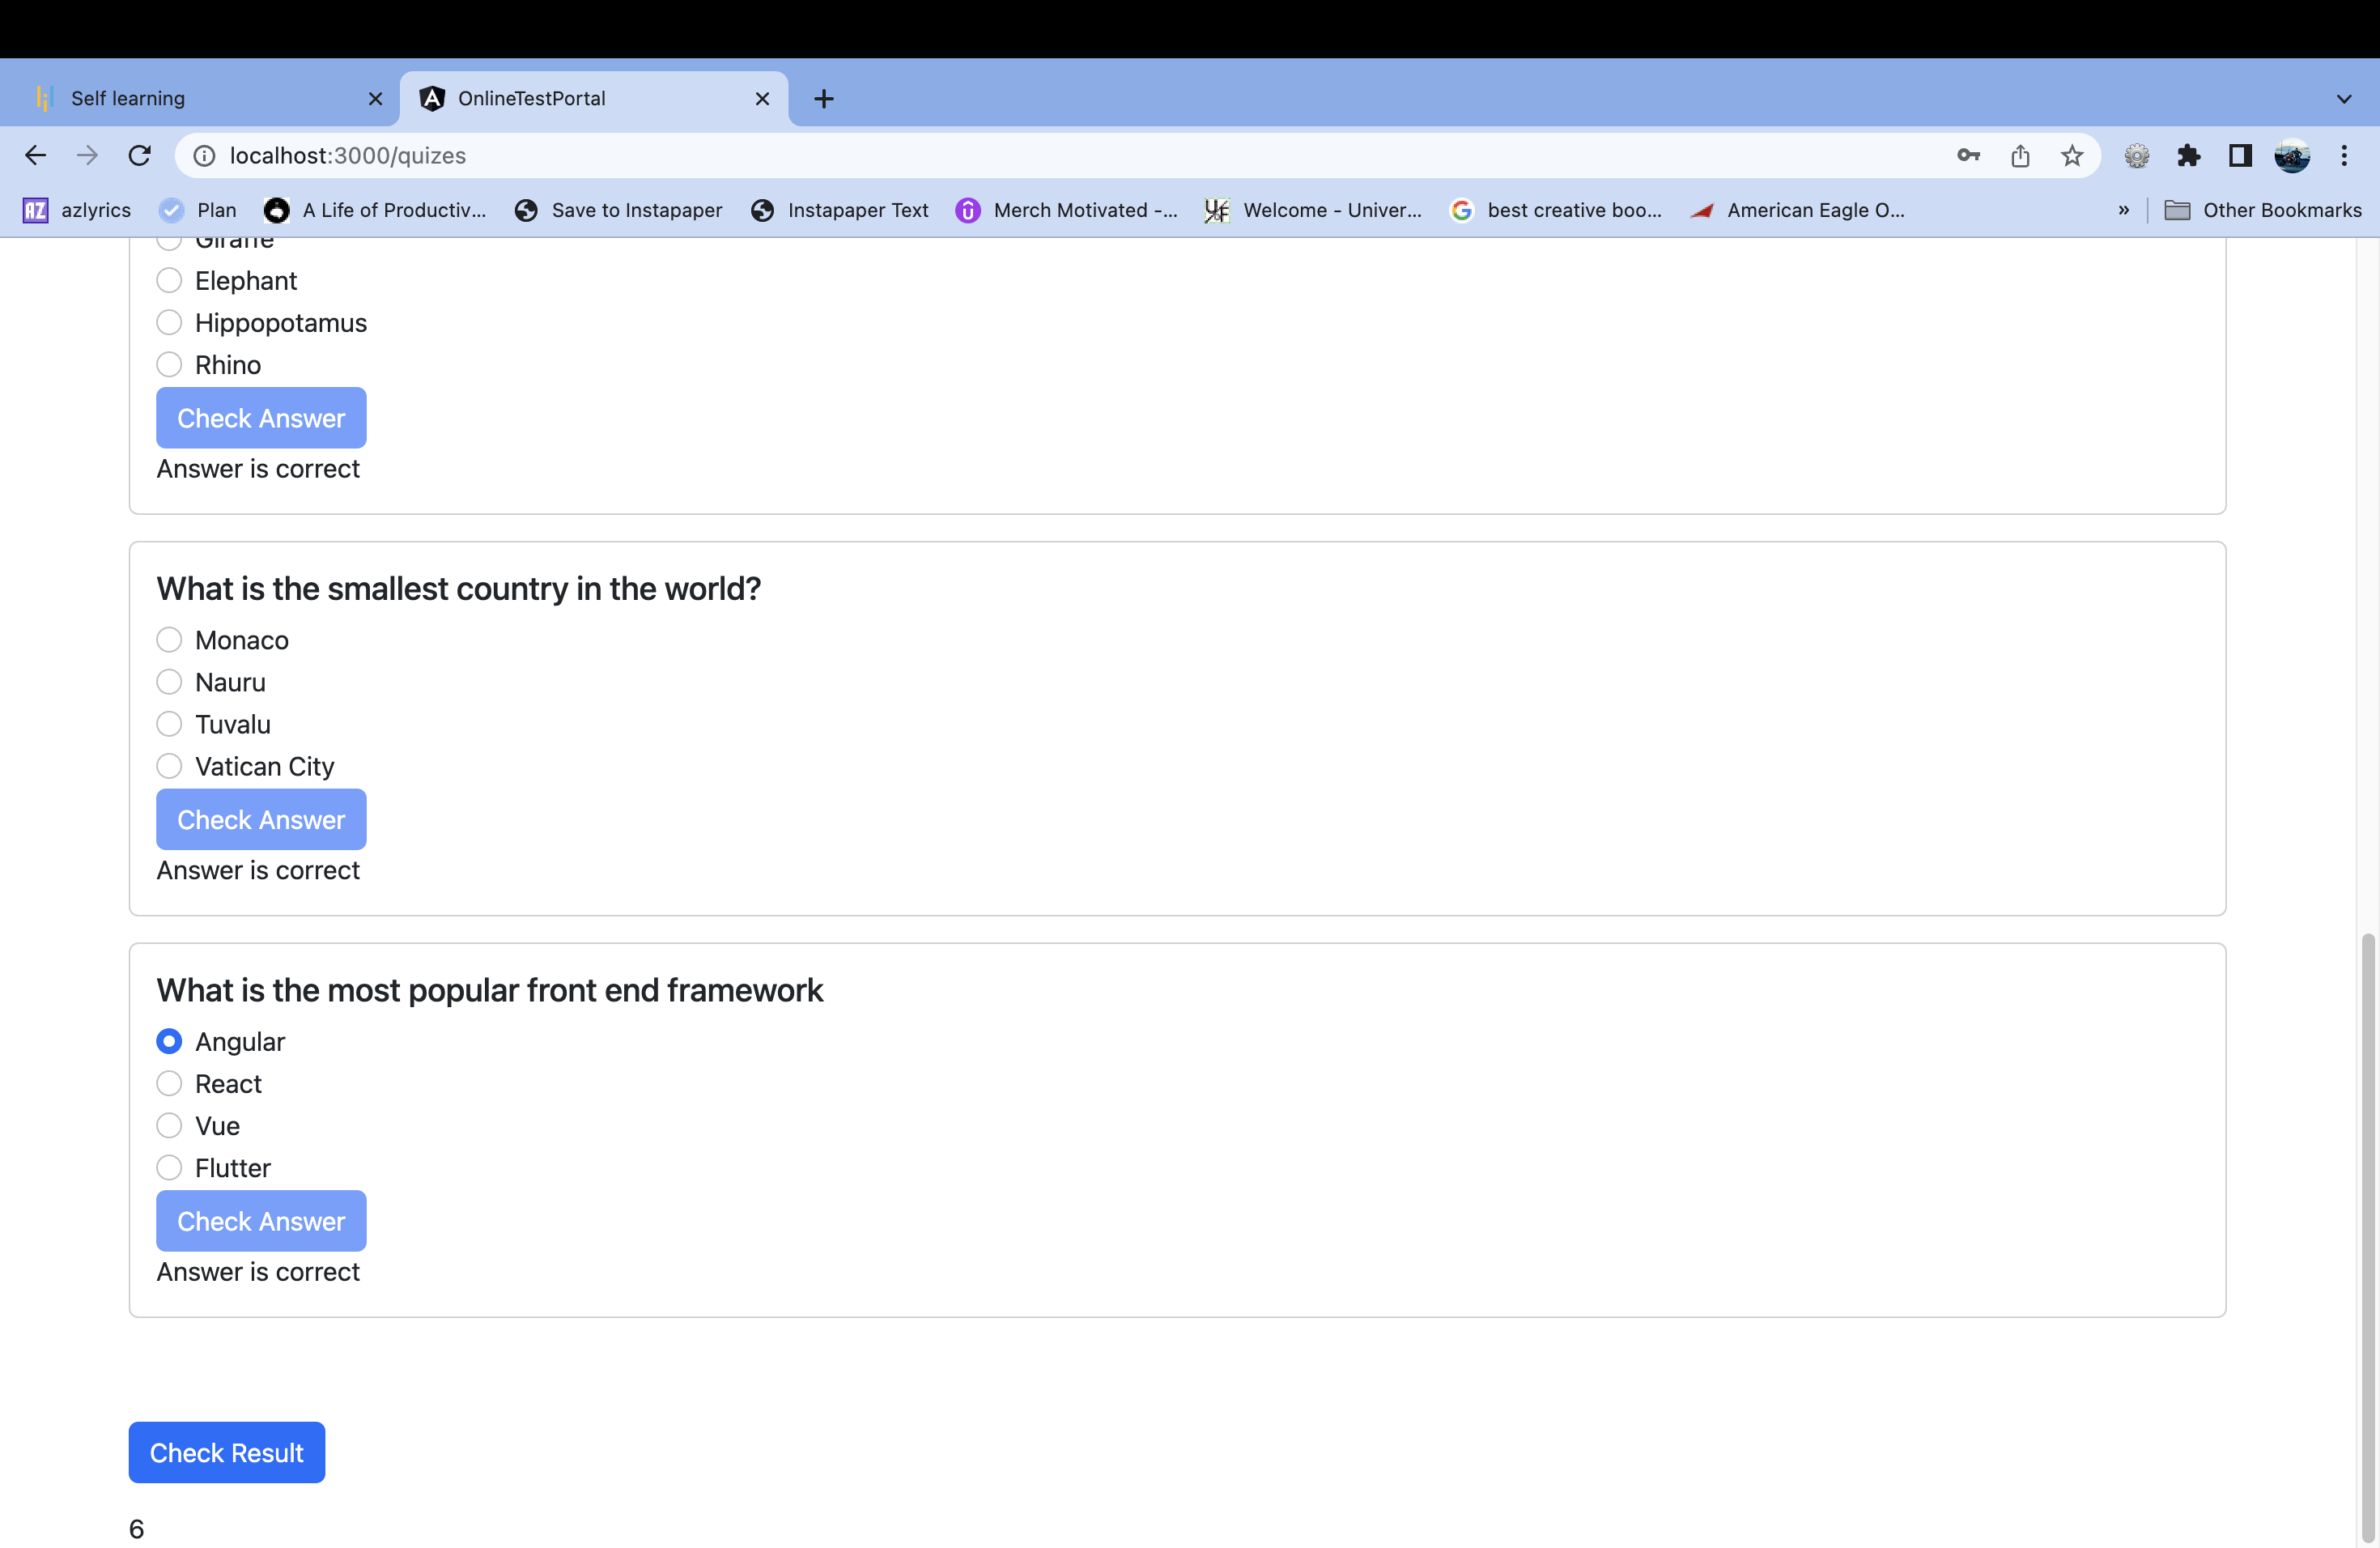 Self learning
OnlineTestPortal
localhost:3000/quizes
azlyrics
Plan
A Life of Productiv...
Save to Instapaper
Instapaper Text
Merch Motivated -...
Welcome - Univer...
best creative boo...
American Eagle O...
»
Other Bookmarks
Giraffe
Elephant
Hippopotamus
Rhino
Check Answer
Answer is correct
What is the smallest country in the world?
Monaco
Nauru
Tuvalu
Vatican City
Check Answer
Answer is correct
What is the most popular front end framework
Angular
React
Vue
Flutter
Check Answer
Answer is correct
Check Result
6